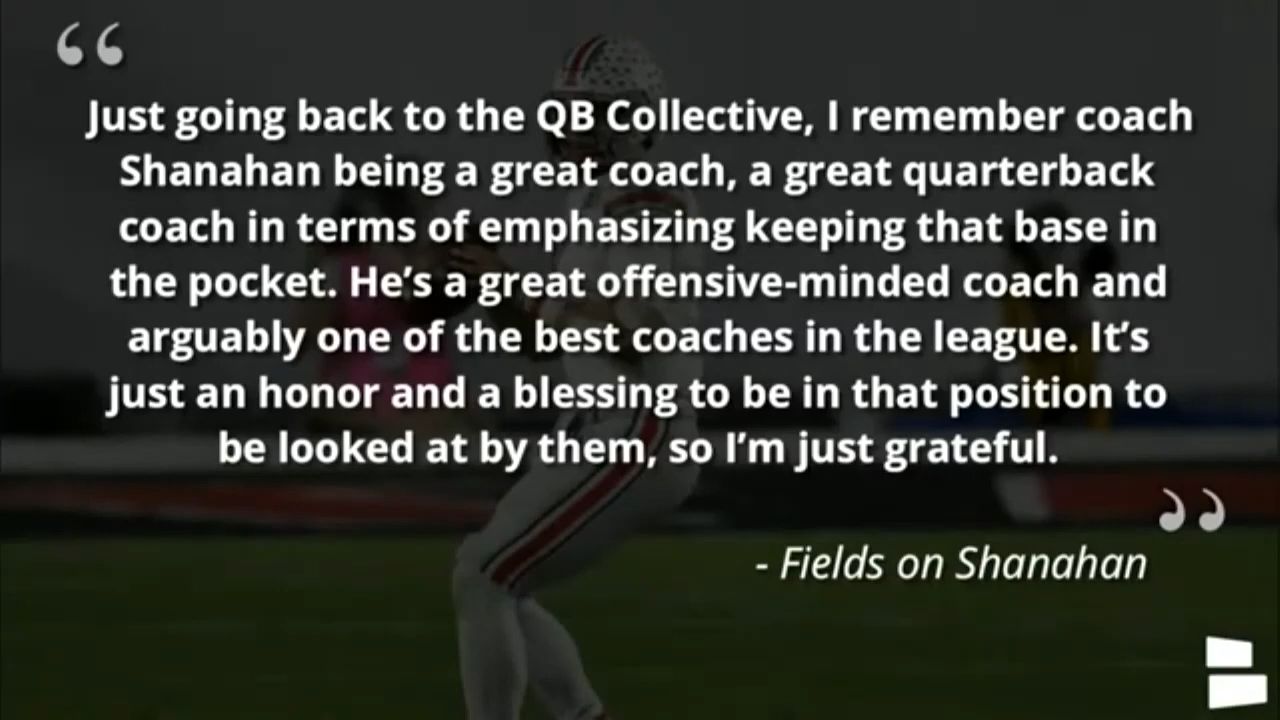 “
Just going back to the QB Collective, I remember coach
Shanahan being a great coach, a great quarterback
coach in terms of emphasizing keeping that base in
the pocket. He’s a great offensive-minded coach and
arguably one of the best coaches in the league. It’s
just an honor and a blessing to be in that position to
be looked at by them, so I’m just grateful.
”
- Fields on Shanahan